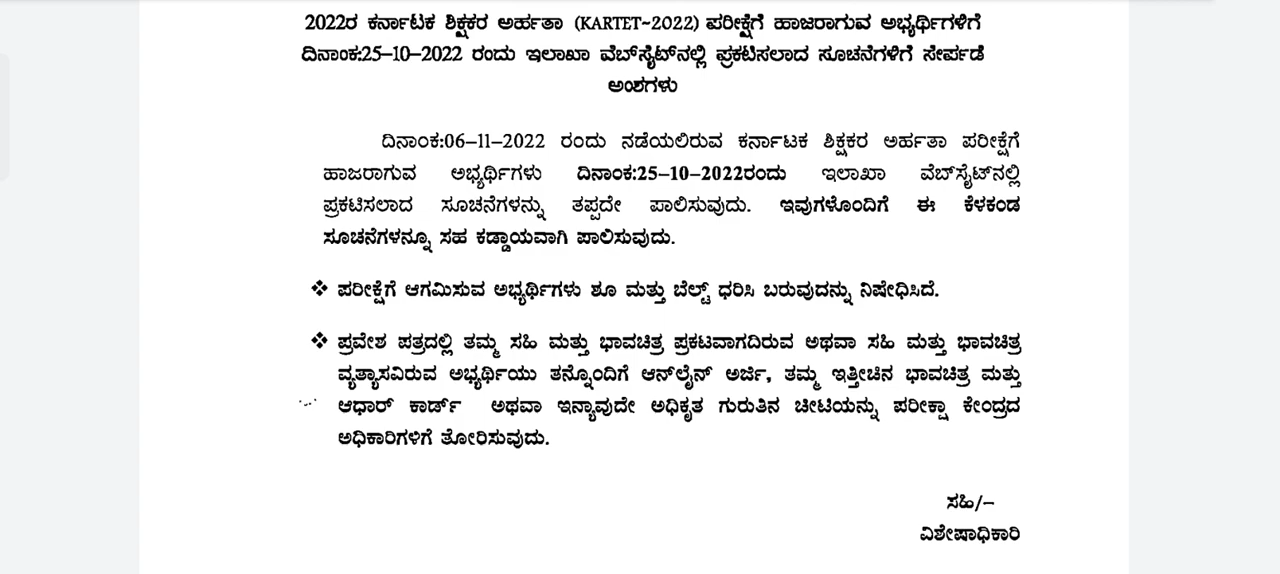 2022ರ ಕರ್ನಾಟಕ ಶಿಕ್ಷಕರ ಅರ್ಹತಾ (KARTET-2022) ಪರೀಕ್ಷೆಗೆ ಹಾಜರಾಗುವ ಅಭ್ಯರ್ಥಿಗಳಿಗೆ
ದಿನಾಂಕ:25-10-2022 ರಂದು ಇಲಾಖಾ ವೆಬ್‌ಸೈಟ್‌ನಲ್ಲಿ ಪ್ರಕಟಿಸಲಾದ ಸೂಚನೆಗಳಿಗೆ ಸೇರ್ಪಡೆ
ಅಂಶಗಳು
ದಿನಾಂಕ:06-11-2022 ರಂದು ನಡೆಯಲಿರುವ ಕರ್ನಾಟಕ ಶಿಕ್ಷಕರ ಅರ್ಹತಾ ಪರೀಕ್ಷೆಗೆ
ಹಾಜರಾಗುವ ಅಭ್ಯರ್ಥಿಗಳು ದಿನಾಂಕ:25-10-2022ರಂದು ಇಲಾಖಾ ವೆಬ್‌ಸೈಟ್‌ನಲ್ಲಿ
ಪ್ರಕಟಿಸಲಾದ ಸೂಚನೆಗಳನ್ನು ತಪ್ಪದೇ ಪಾಲಿಸುವುದು. ಇವುಗಳೊಂದಿಗೆ ಈ ಕೆಳಕಂಡ
ಸೂಚನೆಗಳನ್ನೂ ಸಹ ಕಡ್ಡಾಯವಾಗಿ ಪಾಲಿಸುವುದು.
❖ ಪರೀಕ್ಷೆಗೆ ಆಗಮಿಸುವ ಅಭ್ಯರ್ಥಿಗಳು ಶೂ ಮತ್ತು ಬೆಲ್ಟ್ ಧರಿಸಿ ಬರುವುದನ್ನು ನಿಷೇಧಿಸಿದೆ.
❖ ಪ್ರವೇಶ ಪತ್ರದಲ್ಲಿ ತಮ್ಮ ಸಹಿ ಮತ್ತು ಭಾವಚಿತ್ರ ಪ್ರಕಟವಾಗದಿರುವ ಅಥವಾ ಸಹಿ ಮತ್ತು ಭಾವಚಿತ್ರ
ವ್ಯತ್ಯಾಸವಿರುವ ಅಭ್ಯರ್ಥಿಯು ತನ್ನೊಂದಿಗೆ ಆನ್‌ಲೈನ್ ಅರ್ಜಿ, ತಮ್ಮ ಇತ್ತೀಚಿನ ಭಾವಚಿತ್ರ ಮತ್ತು
ಆಧಾರ್ ಕಾರ್ಡ್ ಅಥವಾ ಇನ್ಯಾವುದೇ ಅಧಿಕೃತ ಗುರುತಿನ ಚೀಟಿಯನ್ನು ಪರೀಕ್ಷಾ ಕೇಂದ್ರದ
ಅಧಿಕಾರಿಗಳಿಗೆ ತೋರಿಸುವುದು.
ಸಹಿ/-
ವಿಶೇಷಾಧಿಕಾರಿ